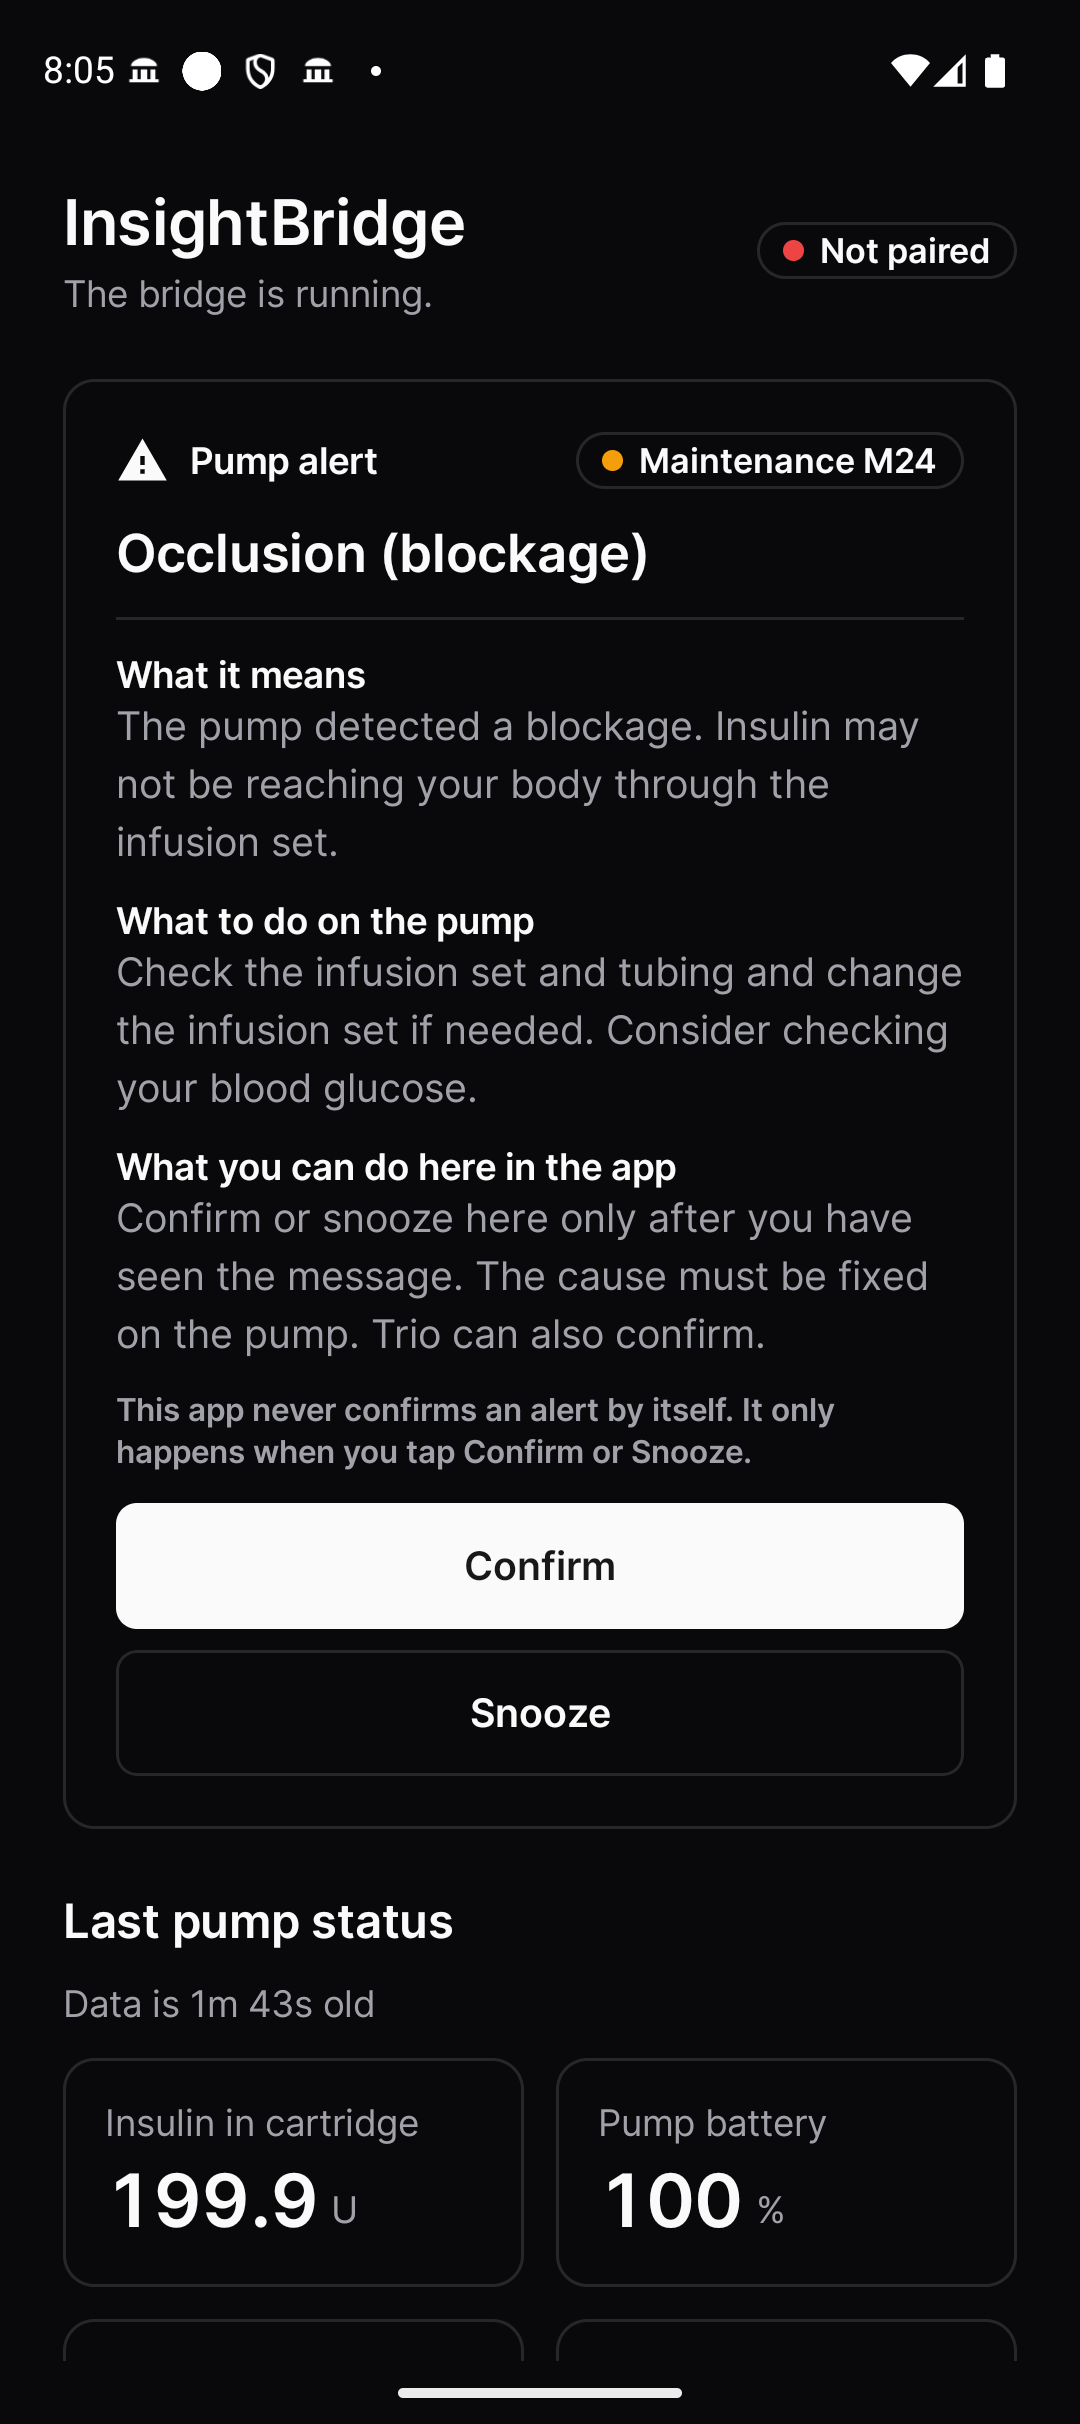 8:05
InsightBridge
The bridge is running.
Not paired
Pump alert
Maintenance M24
Occlusion (blockage)
What it means
The pump detected a blockage. Insulin may
not be reaching your body through the
infusion set.
What to do on the pump
Check the infusion set and tubing and change
the infusion set if needed. Consider checking
your blood glucose.
What you can do here in the app
Confirm or snooze here only after you have
seen the message. The cause must be fixed
on the pump. Trio can also confirm.
This app never confirms an alert by itself. It only
happens when you tap Confirm or Snooze.
Confirm
Snooze
Last pump status
Data is 1m 43s old
Insulin in cartridge
199.9 U
Pump battery
100 %